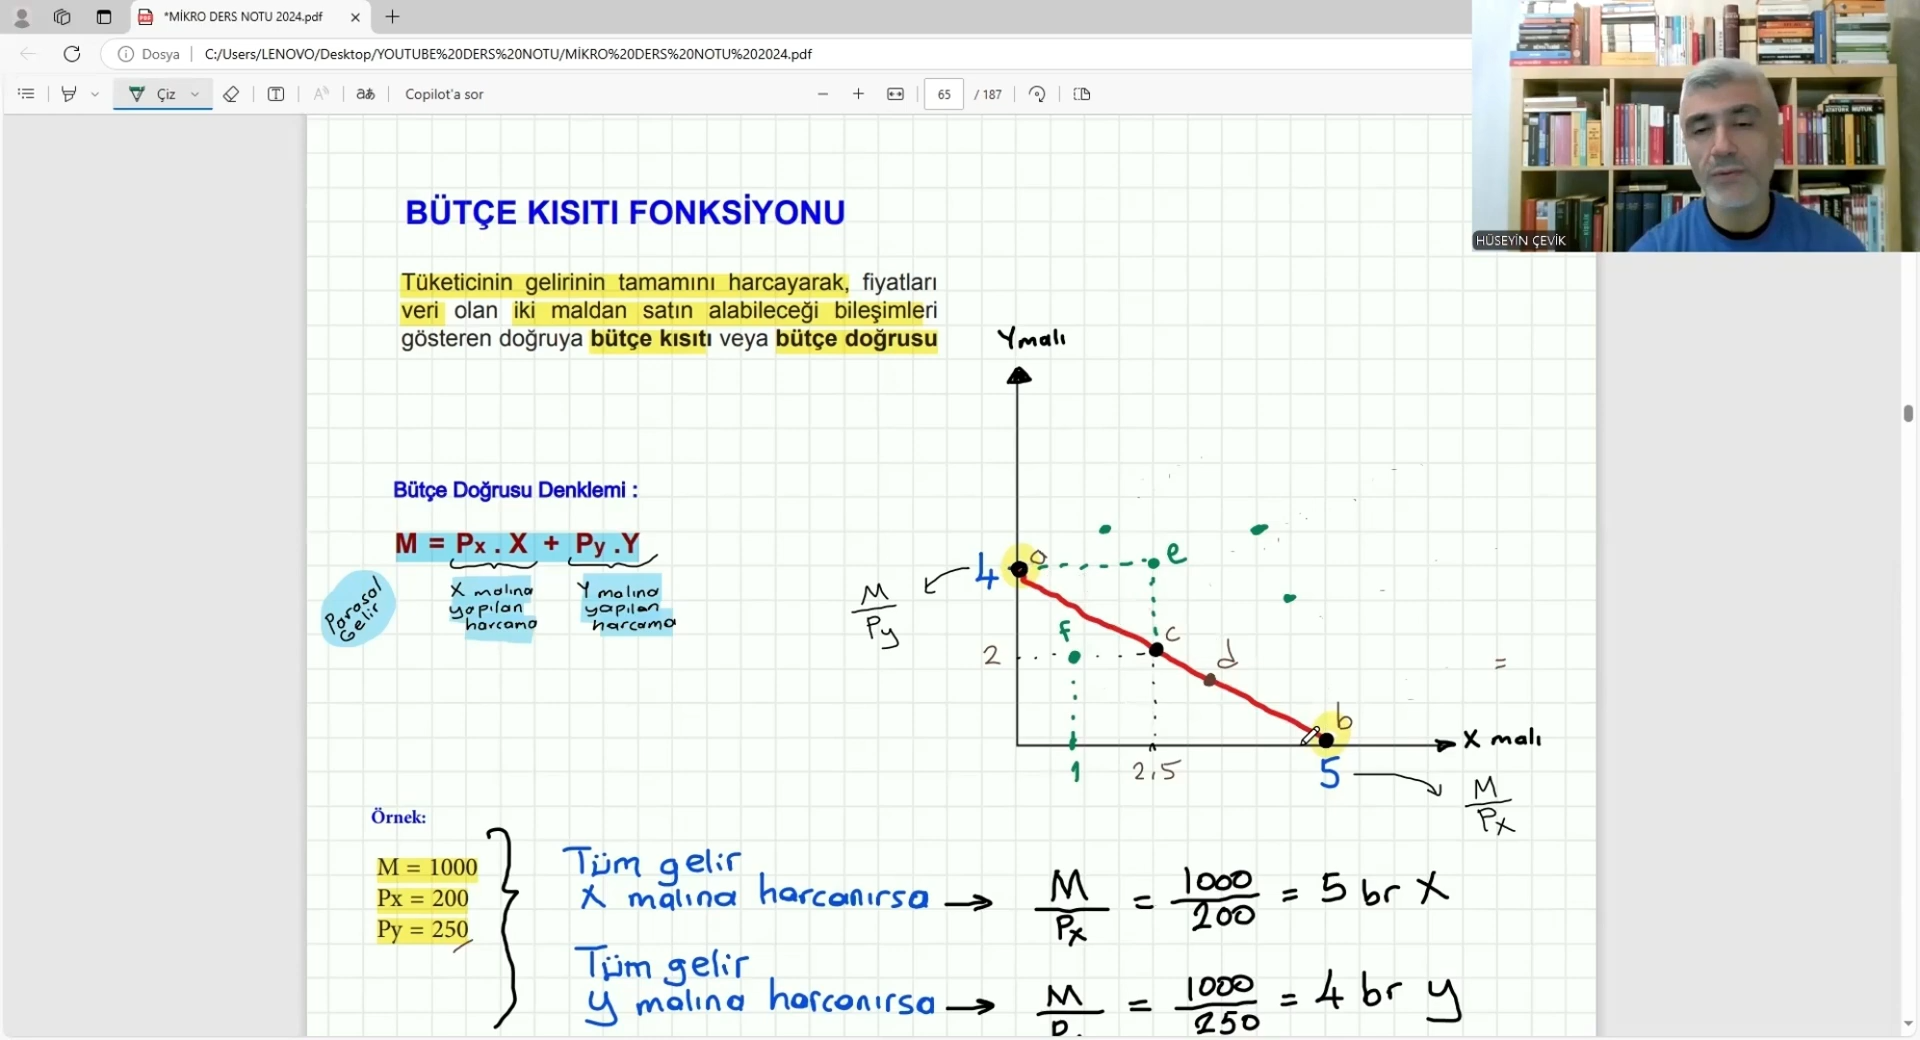 *MİKRO DERS NOTU 2024.pdf
Dosya
C:/Users/LENOVO/Desktop/YOUTUBE%20DERS%20NOTU/MİKRO%20DERS%20NOTU%202024.pdf
Çiz
Copilot'a sor
65 / 187
HÜSEYİN ÇEVİK
BÜTÇE KISITI FONKSİYONU
Tüketicinin gelirinin tamamını harcayarak, fiyatları
veri olan iki maldan satın alabileceği bileşimleri
gösteren doğruya bütçe kısıtı veya bütçe doğrusu
Bütçe Doğrusu Denklemi :
M = Px . X + Py .Y
Parasal
Gelir
X malına
yapılan
harcama
Y malına
yapılan
harcama
Y malı
4
a
e
M
Py
f
c
2
d
=
b
X malı
1
2,5
5
M
Px
Örnek:
M = 1000
Px = 200
Py = 250
Tüm gelir
X malına harcanırsa → M/Px = 1000/200 = 5 br X
Tüm gelir
Y malına harcanırsa → M/P = 1000/250 = 4 br y